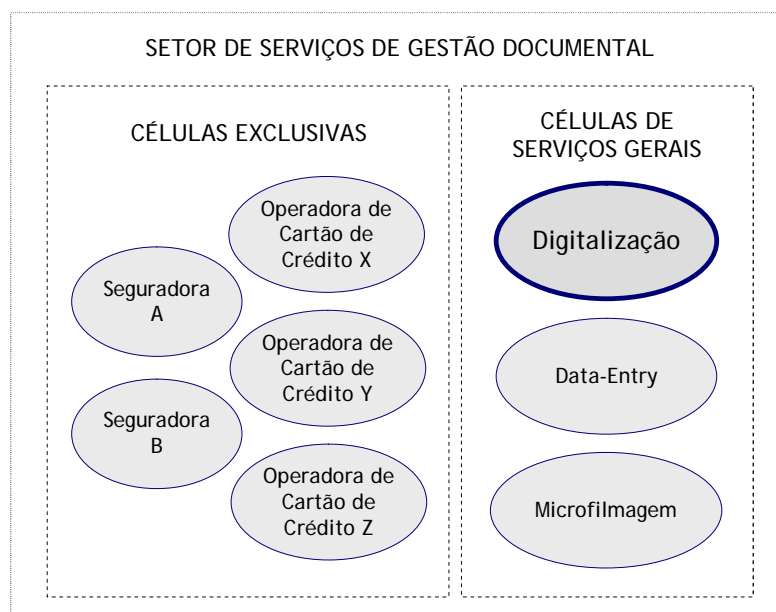 SETOR DE SERVIÇOS DE GESTÃO DOCUMENTAL
CÉLULAS EXCLUSIVAS
Operadora de
Cartão de
Crédito X
Seguradora
A
Operadora de
Cartão de
Crédito Y
Seguradora
B
Operadora de
Cartão de
Crédito Z
CÉLULAS DE
SERVIÇOS GERAIS
Digitalização
Data-Entry
Microfilmagem